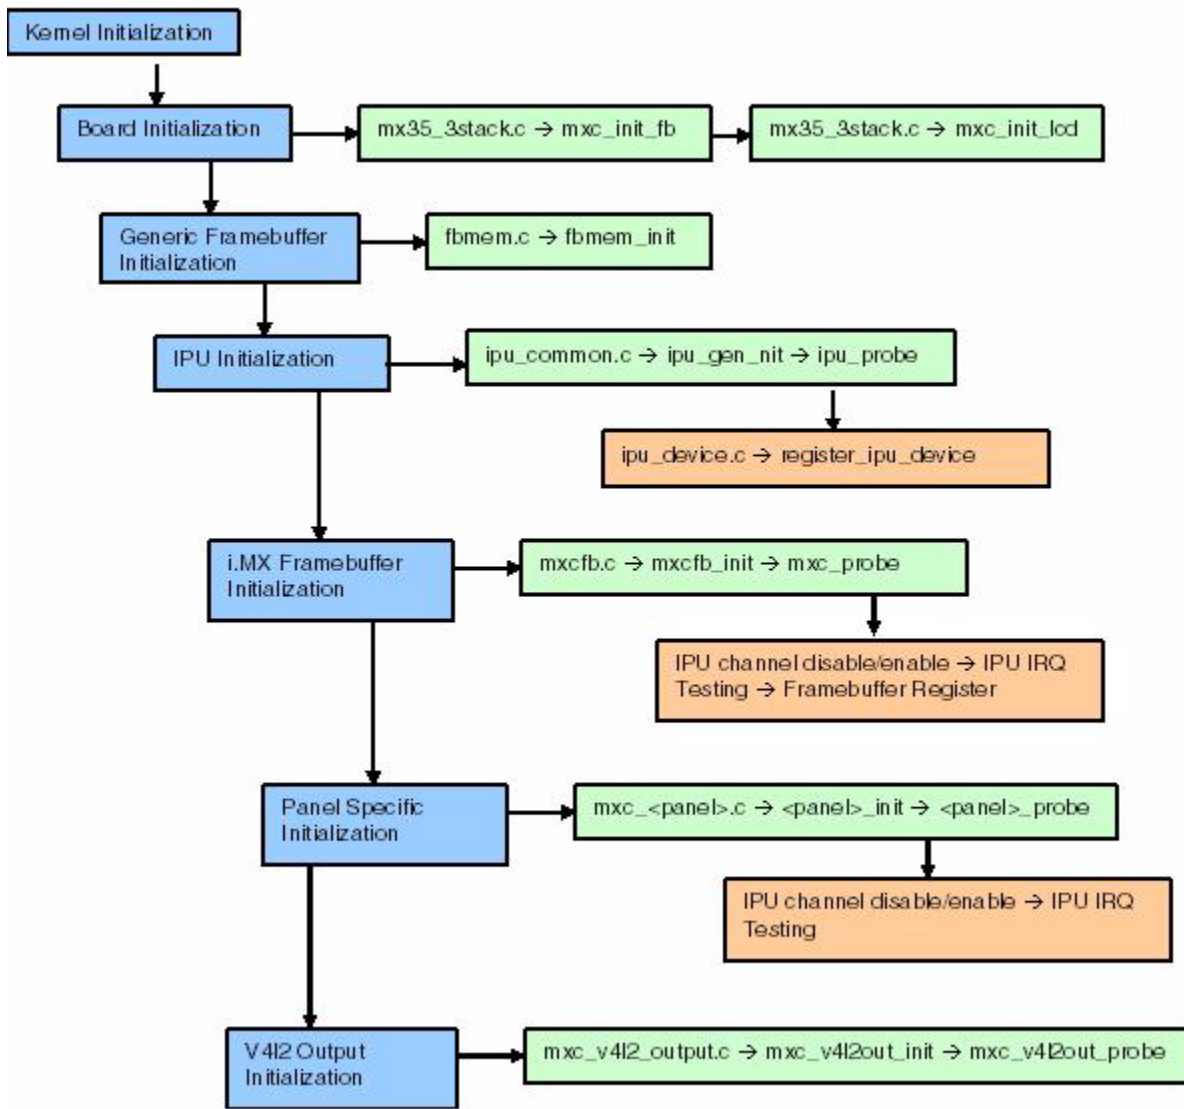 Kernel Initialization
Board Initialization
mx35_3stack.c → mxc_init_fb
mx35_3stack.c → mxc_init_lcd
Generic Framebuffer
Initialization
fbmem.c → fbmem_init
IPU Initialization
ipu_common.c → ipu_gen_nit → ipu_probe
ipu_device.c → register_ipu_device
i.MX Framebuffer
Initialization
mxcfb.c → mxcfb_init → mxc_probe
IPU channel disable/enable → IPU IRQ
Testing → Framebuffer Register
Panel Specific
Initialization
mxc_<panel>.c → <panel>_init → <panel>_probe
IPU channel disable/enable → IPU IRQ
Testing
V4l2 Output
Initialization
mxc_v4l2_output.c → mxc_v4l2out_init → mxc_v4l2out_probe